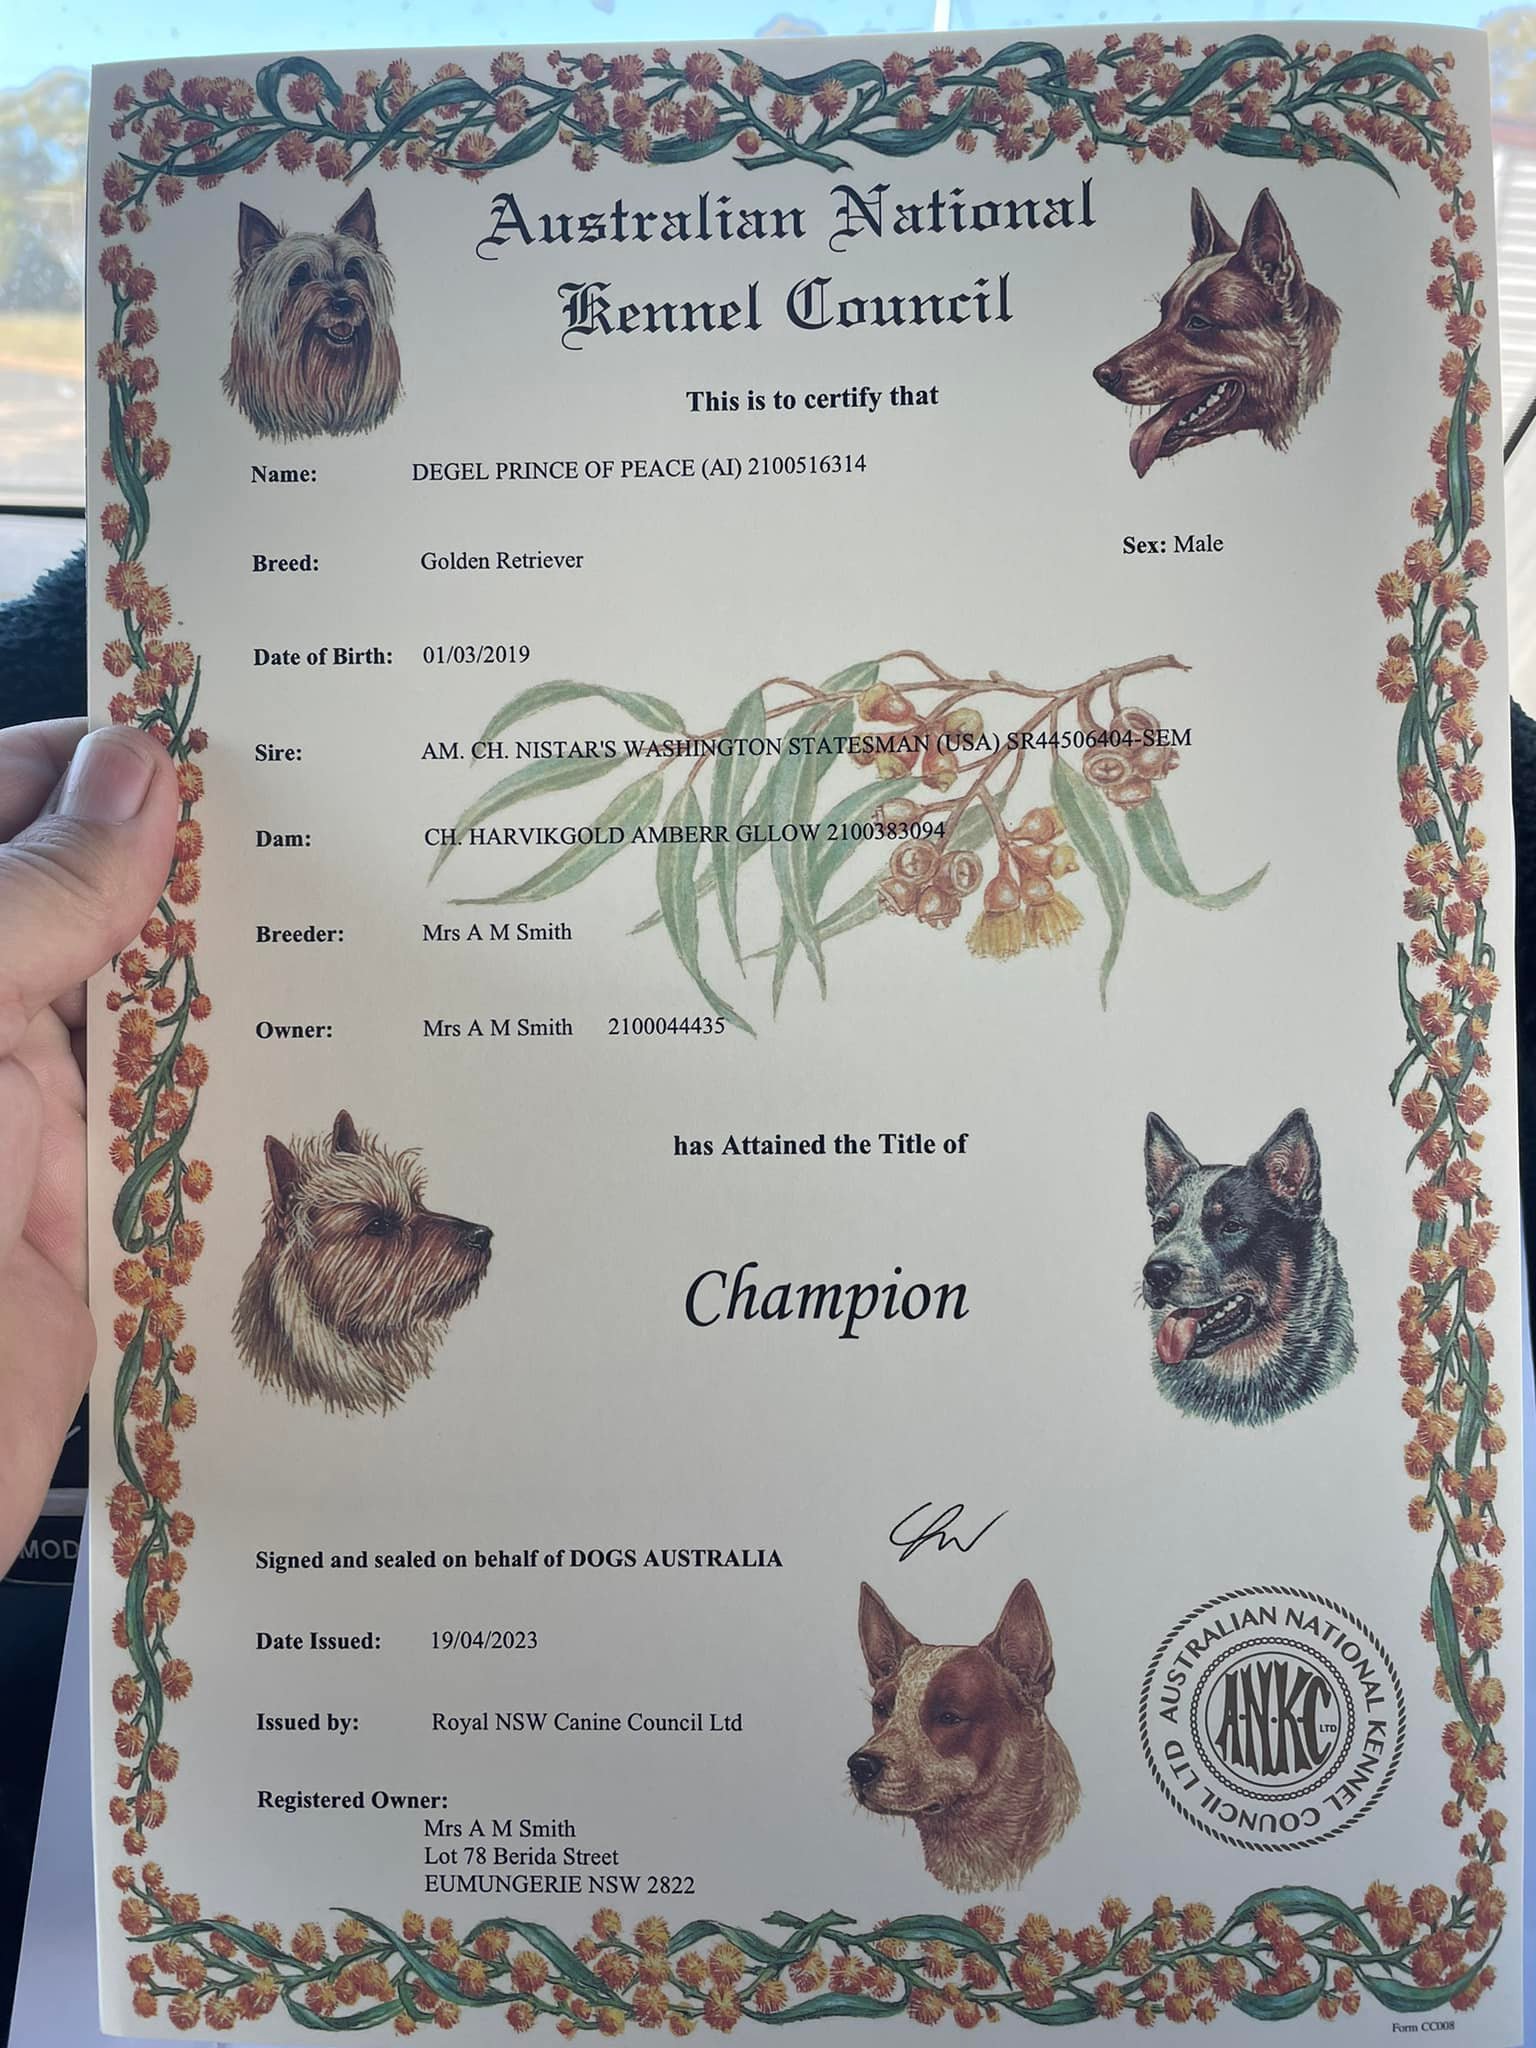 Australian National
Kennel Council
This is to certify that
Name: DEGEL PRINCE OF PEACE (AI) 2100516314
Breed: Golden Retriever
Sex: Male
Date of Birth: 01/03/2019
Sire: AM. CH. NISTAR'S WASHINGTON STATESMAN (USA) SR44506404-SEM
Dam: CH. HARVIKGOLD AMBERR GLLOW 2100383094
Breeder: Mrs A M Smith
Owner: Mrs A M Smith 2100044435
has Attained the Title of
Champion
Signed and sealed on behalf of DOGS AUSTRALIA
Date Issued: 19/04/2023
Issued by: Royal NSW Canine Council Ltd
Registered Owner:
Mrs A M Smith
Lot 78 Berida Street
EUMUNGERIE NSW 2822
AUSTRALIAN NATIONAL KENNEL COUNCIL LTD
A·N·K·C LTD
Form CC008
MOD